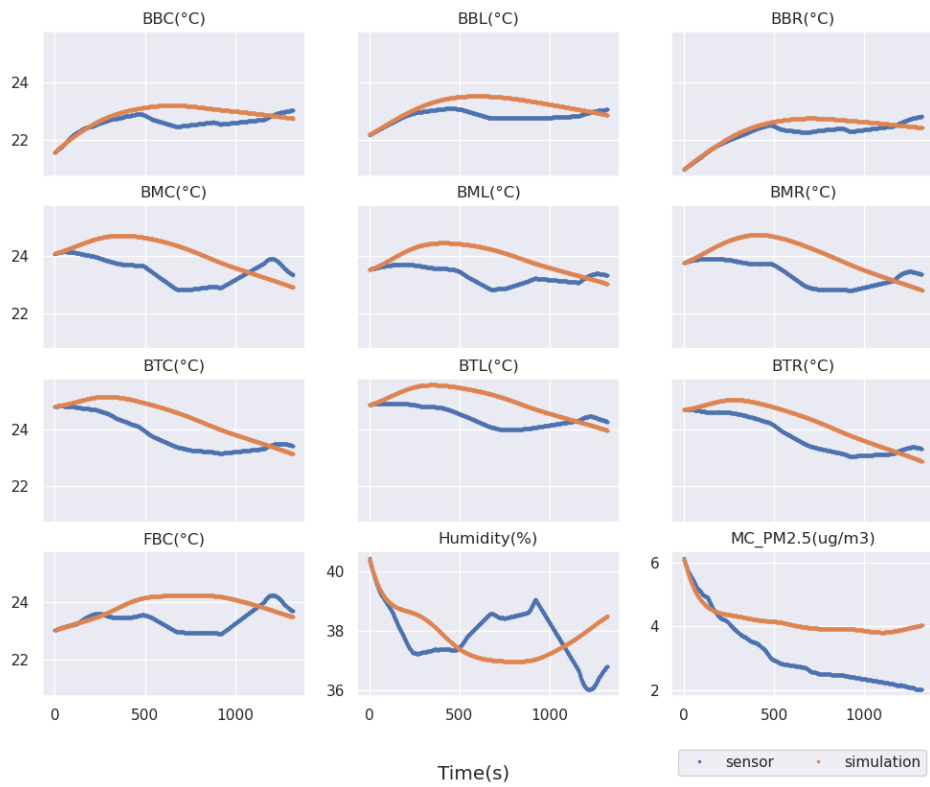 BBC(°C) BBL(°C) BBR(°C)
24
22
BMC(°C) BML(°C) BMR(°C)
24
22
BTC(°C) BTL(°C) BTR(°C)
24
22
FBC(°C) Humidity(%) MC_PM2.5(ug/m3)
40 6
24
38 4
22
36 2
0 500 1000 0 500 1000 0 500 1000
sensor simulation
Time(s)